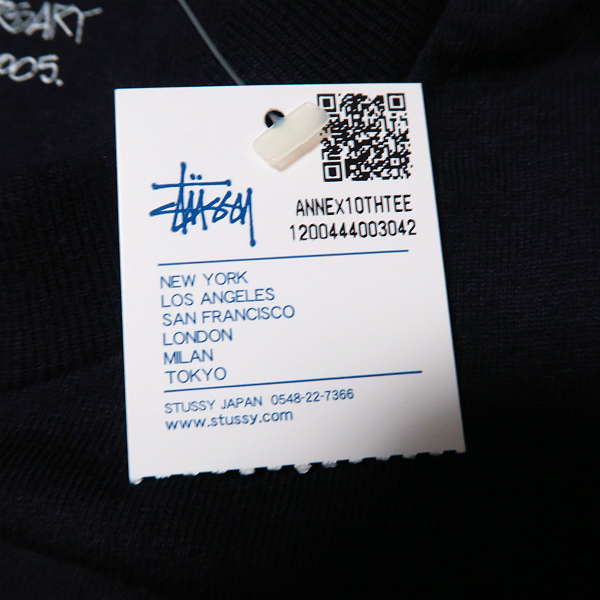 005.
STÜSSY
ANNEX10THTEE
1200444003042
NEW YORK
LOS ANGELES
SAN FRANCISCO
LONDON
MILAN
TOKYO
STUSSY JAPAN 0548-22-7366
www.stussy.com